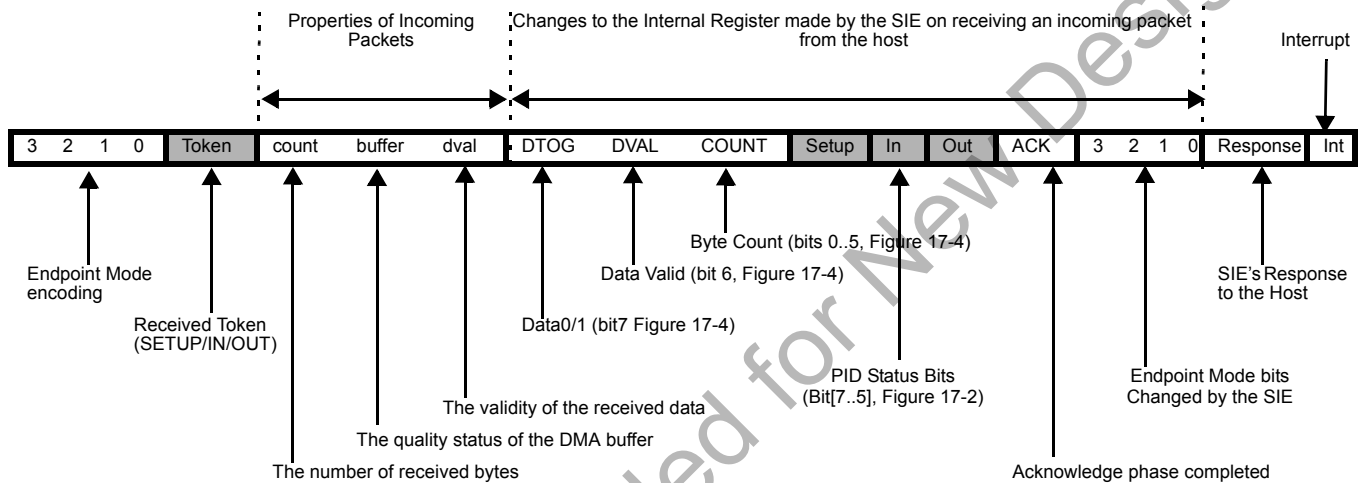 Properties of Incoming
Packets
Changes to the Internal Register made by the SIE on receiving an incoming packet
from the host
Interrupt
3 2 1 0 Token count buffer dval DTOG DVAL COUNT Setup In Out ACK 3 2 1 0 Response Int
Byte Count (bits 0..5, Figure 17-4)
Endpoint Mode
encoding
Data Valid (bit 6, Figure 17-4)
SIE's Response
to the Host
Received Token
(SETUP/IN/OUT)
Data0/1 (bit7 Figure 17-4)
PID Status Bits
(Bit[7..5], Figure 17-2)
Endpoint Mode bits
Changed by the SIE
The validity of the received data
The quality status of the DMA buffer
The number of received bytes
Acknowledge phase completed
ed for New Desi